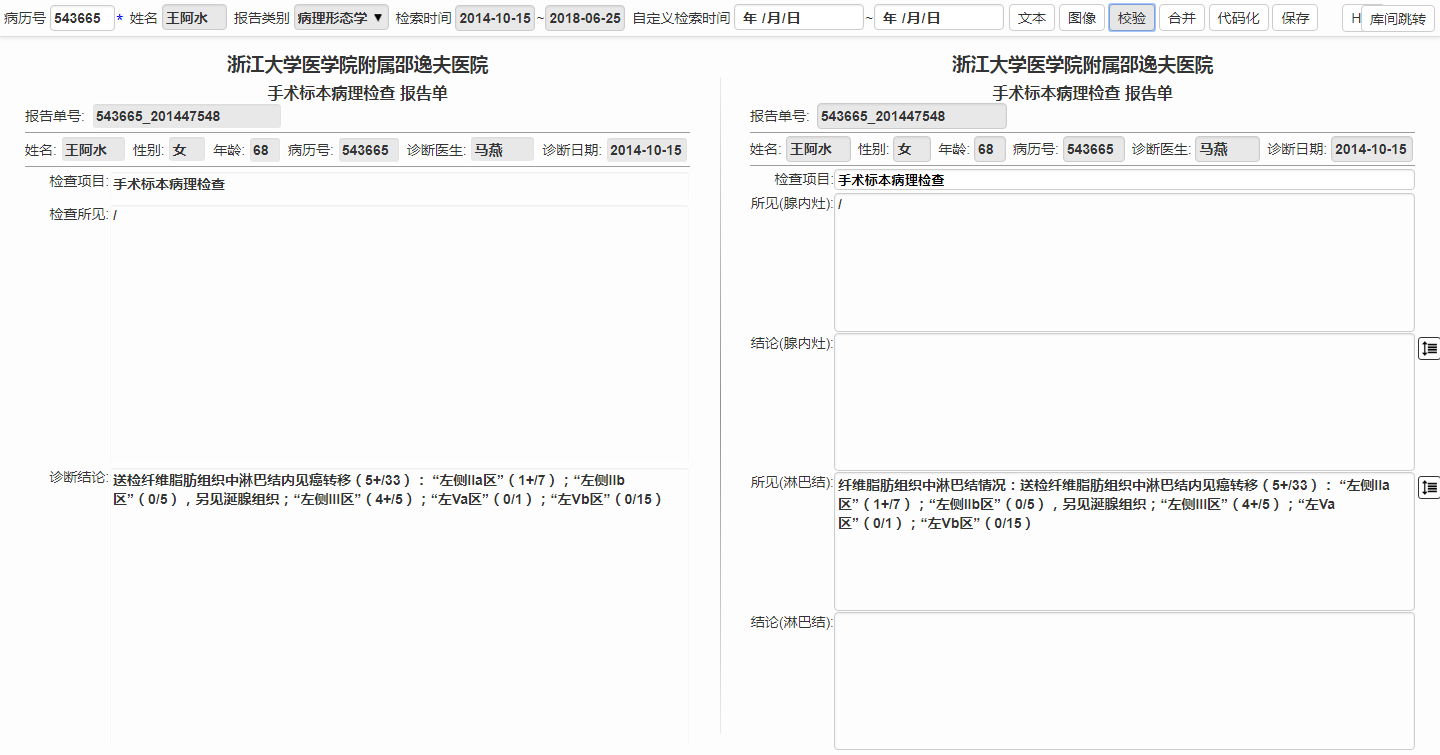 病历号 543665 * 姓名 王阿水 报告类别 病理形态学 ▼ 检索时间 2014-10-15 ~ 2018-06-25 自定义检索时间 年 /月/日 ~ 年 /月/日 文本 图像 校验 合并 代码化 保存 H 库间跳转
浙江大学医学院附属邵逸夫医院
手术标本病理检查 报告单
报告单号: 543665_201447548
姓名: 王阿水 性别: 女 年龄: 68 病历号: 543665 诊断医生: 马燕 诊断日期: 2014-10-15
检查项目: 手术标本病理检查
检查所见: /
诊断结论: 送检纤维脂肪组织中淋巴结内见癌转移（5+/33）： “左侧IIa区”（1+/7）；“左侧IIb
区”（0/5），另见涎腺组织；“左侧III区”（4+/5）；“左Va区”（0/1）；“左Vb区”（0/15）
浙江大学医学院附属邵逸夫医院
手术标本病理检查 报告单
报告单号: 543665_201447548
姓名: 王阿水 性别: 女 年龄: 68 病历号: 543665 诊断医生: 马燕 诊断日期: 2014-10-15
检查项目: 手术标本病理检查
所见(腺内灶): /
结论(腺内灶):
所见(淋巴结): 纤维脂肪组织中淋巴结情况：送检纤维脂肪组织中淋巴结内见癌转移（5+/33）： “左侧IIa
区”（1+/7）；“左侧IIb区”（0/5），另见涎腺组织；“左侧III区”（4+/5）；“左Va
区”（0/1）；“左Vb区”（0/15）
结论(淋巴结):